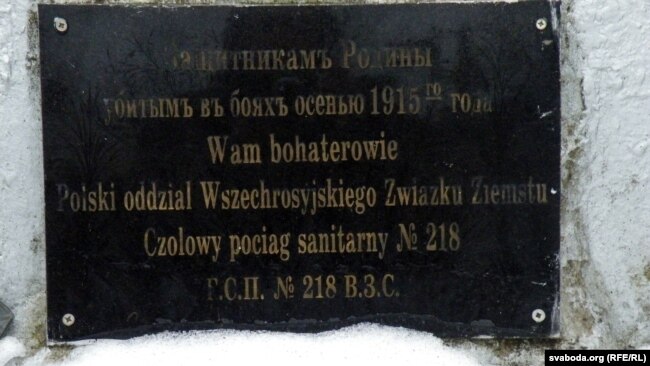 Защитникамъ Родины
убитымъ въ бояхъ осенью 1915го года
Wam bohaterowie
Polski oddzial Wszechrosyjskiego Zwiazku Ziemstu
Czolowy pociag sanitarny № 218
Г.С.П. № 218 В.З.С.
svaboda.org (RFE/RL)